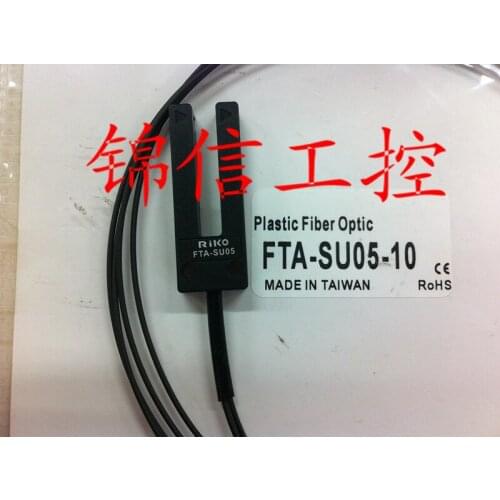 锦信工控
RiKO
FTA-SU05
Plastic Fiber Optic
FTA-SU05-10
CE
MADE IN TAIWAN
RoHS